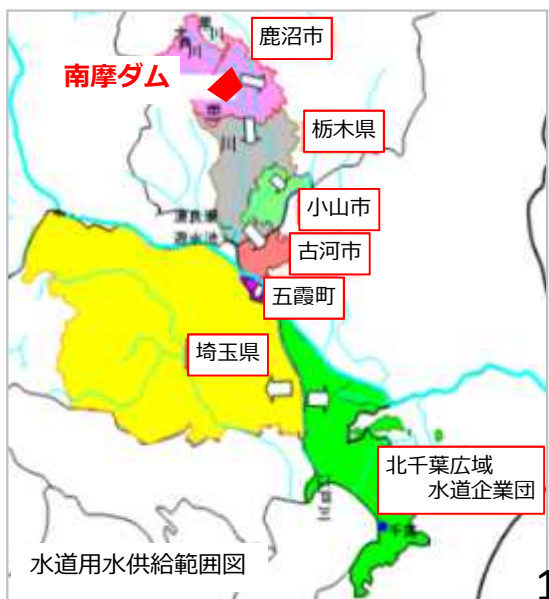 鹿沼市
南摩ダム
栃木県
小山市
古河市
五霞町
埼玉県
北千葉広域
水道企業団
水道用水供給範囲図
1